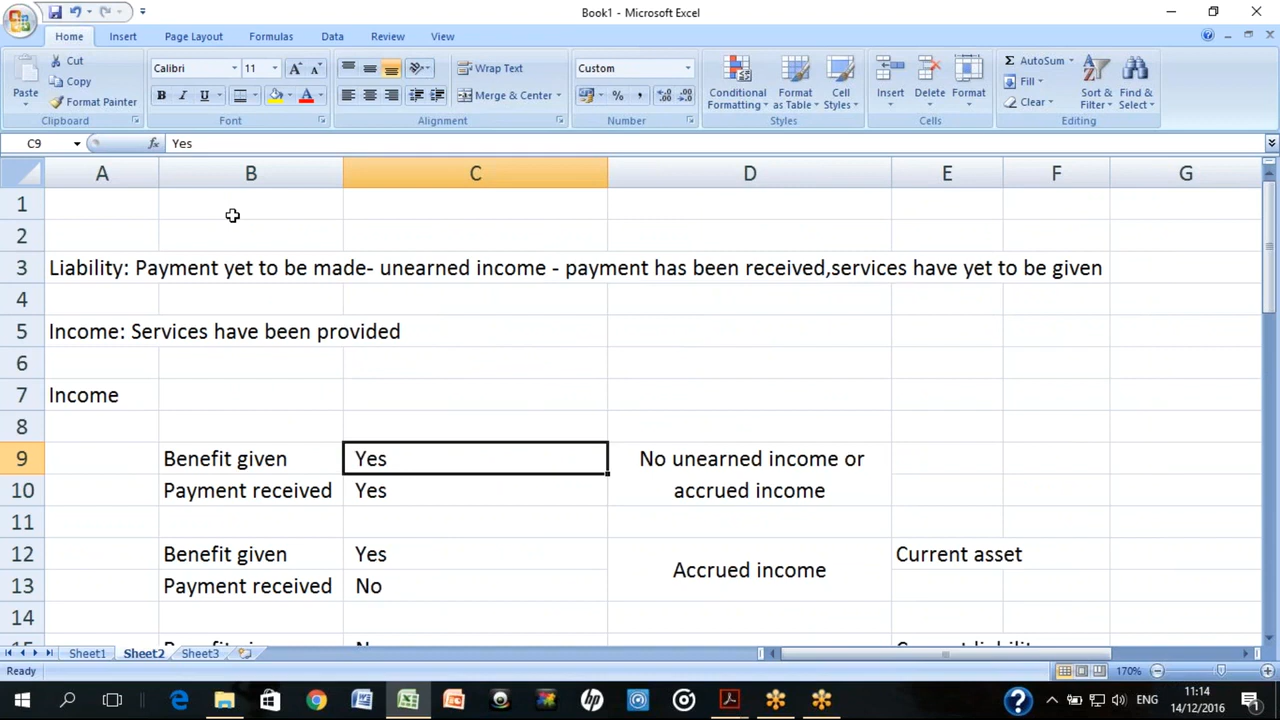 Book1 - Microsoft Excel
Home Insert Page Layout Formulas Data Review View
Paste Cut Copy Format Painter Clipboard
Calibri 11 Font
Wrap Text Merge & Center Alignment
Custom Number
Conditional Formatting Format as Table Cell Styles Styles
Insert Delete Format Cells
AutoSum Fill Clear Sort & Filter Find & Select Editing
C9 fx Yes
A B C D E F G
1
2
3 Liability: Payment yet to be made- unearned income - payment has been received,services have yet to be given
4
5 Income: Services have been provided
6
7 Income
8
9 Benefit given Yes No unearned income or
10 Payment received Yes accrued income
11
12 Benefit given Yes Accrued income Current asset
13 Payment received No
14
Sheet1 Sheet2 Sheet3
Ready 170%
ENG 11:14
14/12/2016